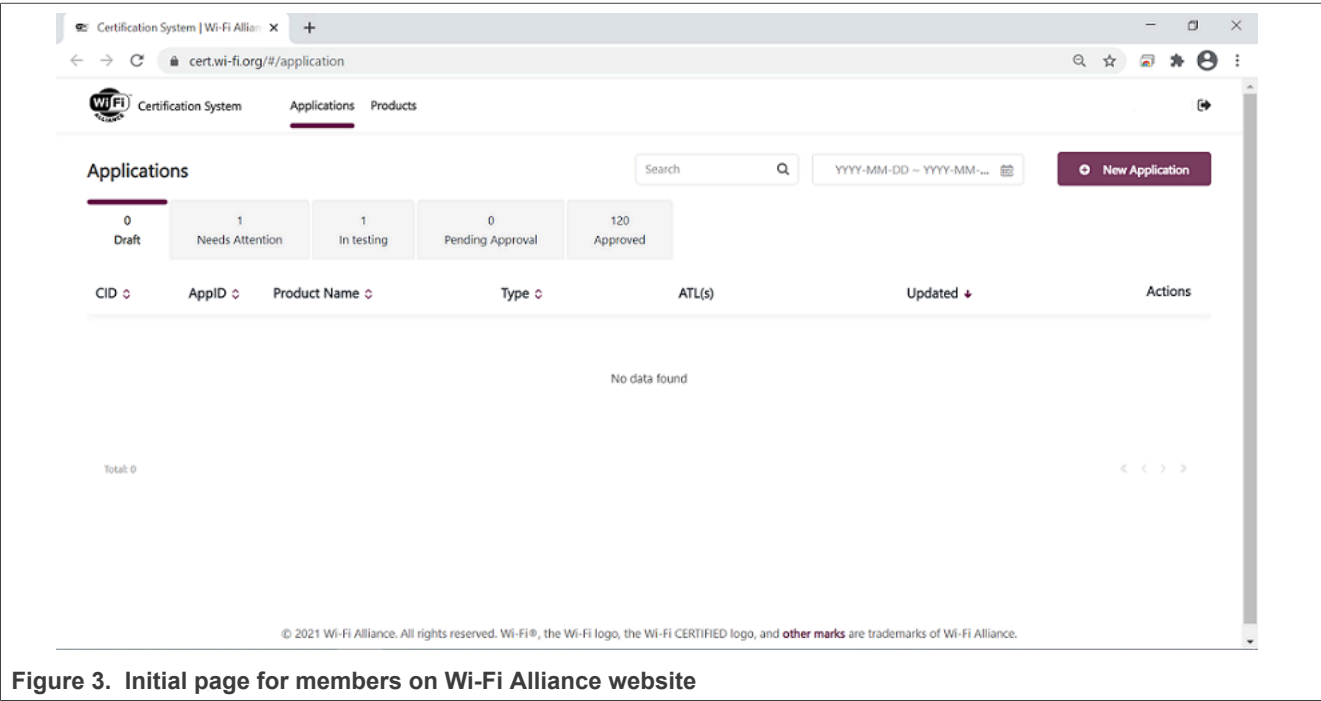 Certification System | Wi-Fi Allian
cert.wi-fi.org/#/application
Wi Fi ALLIANCE Certification System Applications Products
Applications Search YYYY-MM-DD ~ YYYY-MM-... New Application
0 1 1 0 120
Draft Needs Attention In testing Pending Approval Approved
CID AppID Product Name Type ATL(s) Updated Actions
No data found
Total: 0
© 2021 Wi-Fi Alliance. All rights reserved. Wi-Fi®, the Wi-Fi logo, the Wi-Fi CERTIFIED logo, and other marks are trademarks of Wi-Fi Alliance.
Figure 3. Initial page for members on Wi-Fi Alliance website